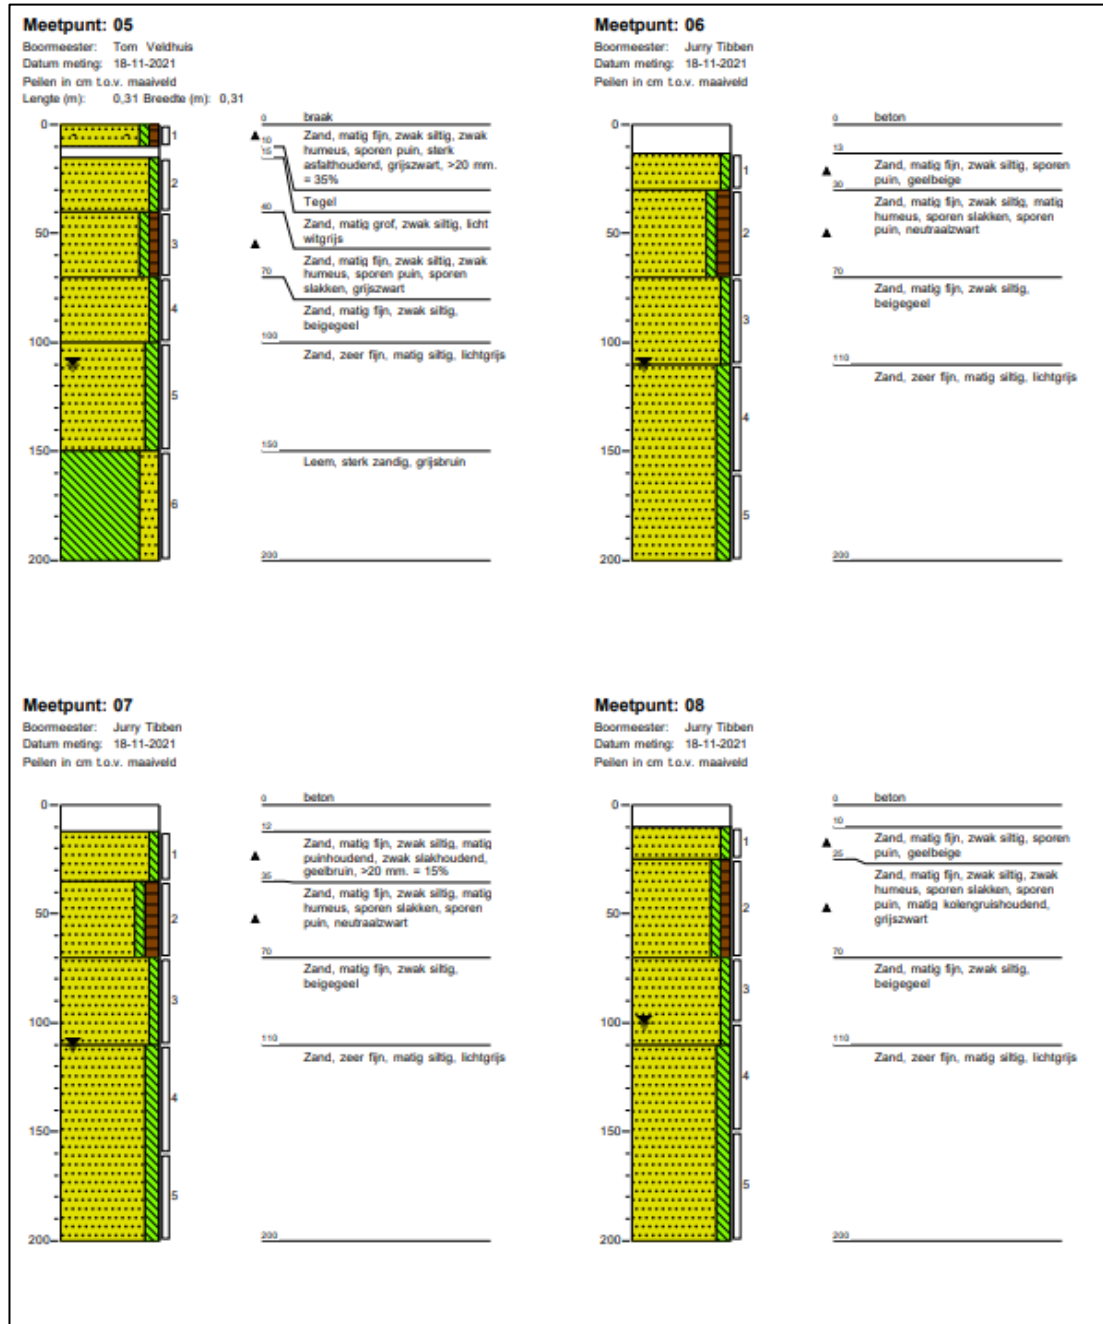 Meetpunt: 05
Boormeester: Tom Veldhuis
Datum meting: 18-11-2021
Peilen in cm t.o.v. maaiveld
Lengte (m): 0,31 Breedte (m): 0,31
0
50
100
150
200
1
2
3
4
5
6
0 braak
Zand, matig fijn, zwak siltig, zwak
humeus, sporen puin, sterk
asfalthoudend, grijszwart, >20 mm.
= 35%
10
15
Tegel
40
Zand, matig grof, zwak siltig, licht
witgrijs
Zand, matig fijn, zwak siltig, zwak
humeus, sporen puin, sporen
slakken, grijszwart
70
Zand, matig fijn, zwak siltig,
beigegeel
100
Zand, zeer fijn, matig siltig, lichtgrijs
150
Leem, sterk zandig, grijsbruin
200
Meetpunt: 06
Boormeester: Jurry Tibben
Datum meting: 18-11-2021
Peilen in cm t.o.v. maaiveld
0
50
100
150
200
1
2
3
4
5
0 beton
13
Zand, matig fijn, zwak siltig, sporen
puin, geelbeige
30
Zand, matig fijn, zwak siltig, matig
humeus, sporen slakken, sporen
puin, neutraalzwart
70
Zand, matig fijn, zwak siltig,
beigegeel
110
Zand, zeer fijn, matig siltig, lichtgrijs
200
Meetpunt: 07
Boormeester: Jurry Tibben
Datum meting: 18-11-2021
Peilen in cm t.o.v. maaiveld
0
50
100
150
200
1
2
3
4
5
0 beton
12
Zand, matig fijn, zwak siltig, matig
puinhoudend, zwak slakhoudend,
geelbruin, >20 mm. = 15%
35
Zand, matig fijn, zwak siltig, matig
humeus, sporen slakken, sporen
puin, neutraalzwart
70
Zand, matig fijn, zwak siltig,
beigegeel
110
Zand, zeer fijn, matig siltig, lichtgrijs
200
Meetpunt: 08
Boormeester: Jurry Tibben
Datum meting: 18-11-2021
Peilen in cm t.o.v. maaiveld
0
50
100
150
200
1
2
3
4
5
0 beton
10
Zand, matig fijn, zwak siltig, sporen
puin, geelbeige
25
Zand, matig fijn, zwak siltig, zwak
humeus, sporen slakken, sporen
puin, matig kolengruishoudend,
grijszwart
70
Zand, matig fijn, zwak siltig,
beigegeel
110
Zand, zeer fijn, matig siltig, lichtgrijs
200